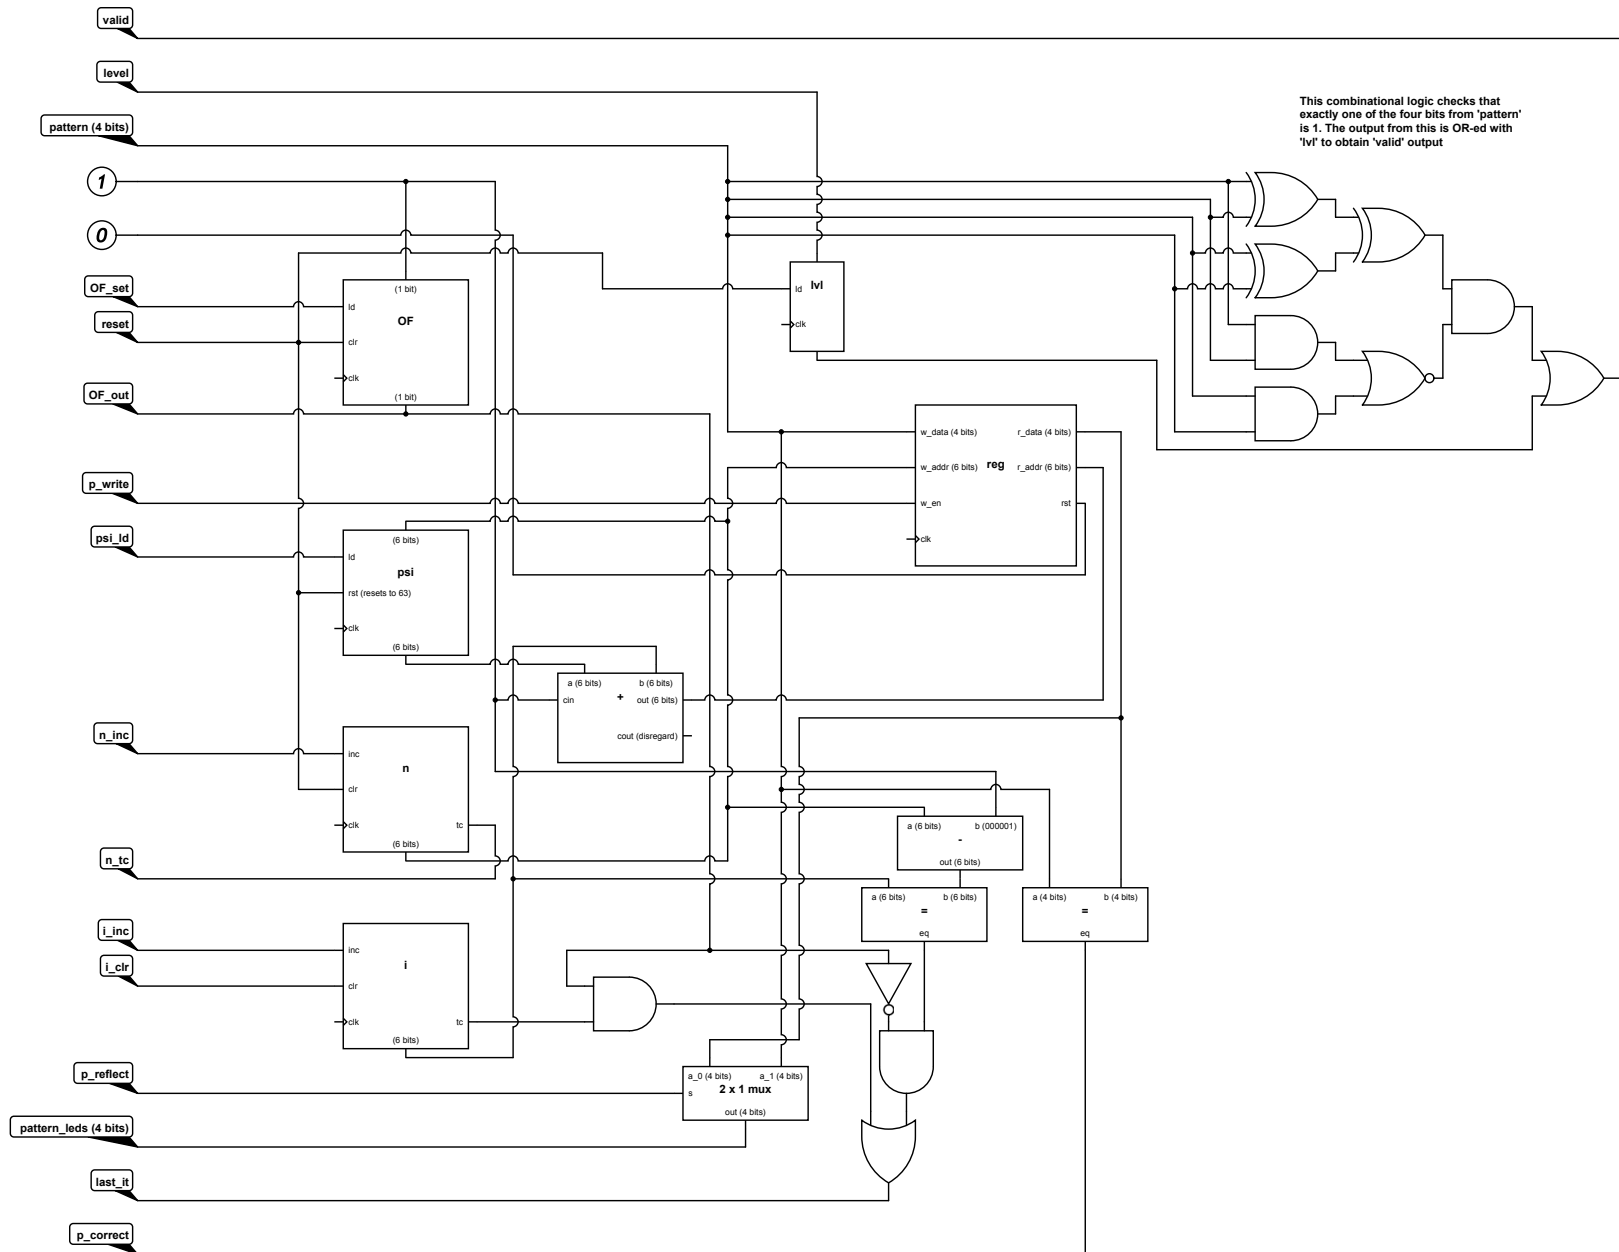 valid
level
This combinational logic checks that
exactly one of the four bits from 'pattern'
is 1. The output from this is OR-ed with
'lvl' to obtain 'valid' output
pattern (4 bits)
1
0
OF_set
reset
(1 bit)
ld
OF
clr
clk
(1 bit)
ld
lvl
clk
OF_out
w_data (4 bits)
r_data (4 bits)
w_addr (6 bits)
reg
r_addr (6 bits)
w_en
rst
clk
p_write
psi_ld
(6 bits)
ld
psi
rst (resets to 63)
clk
(6 bits)
a (6 bits)
b (6 bits)
cin
+
out (6 bits)
cout (disregard)
n_inc
inc
n
clr
clk
tc
(6 bits)
a (6 bits)
b (000001)
-
out (6 bits)
n_tc
a (6 bits)
b (6 bits)
=
eq
a (4 bits)
b (4 bits)
=
eq
i_inc
i_clr
inc
i
clr
clk
tc
(6 bits)
p_reflect
a_0 (4 bits)
a_1 (4 bits)
s
2 x 1 mux
out (4 bits)
pattern_leds (4 bits)
last_it
p_correct